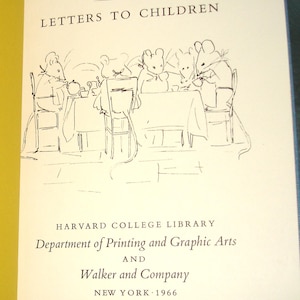 LETTERS TO CHILDREN
HARVARD COLLEGE LIBRARY
Department of Printing and Graphic Arts
AND
Walker and Company
NEW YORK · 1966